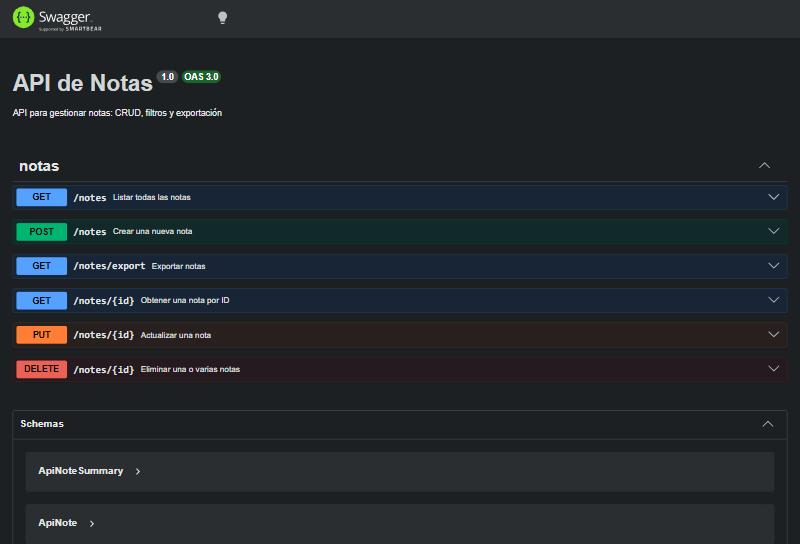 Swagger
Supported by SMARTBEAR
API de Notas 1.0 OAS 3.0
API para gestionar notas: CRUD, filtros y exportación
notas
GET /notes Listar todas las notas
POST /notes Crear una nueva nota
GET /notes/export Exportar notas
GET /notes/{id} Obtener una nota por ID
PUT /notes/{id} Actualizar una nota
DELETE /notes/{id} Eliminar una o varias notas
Schemas
ApiNoteSummary
ApiNote